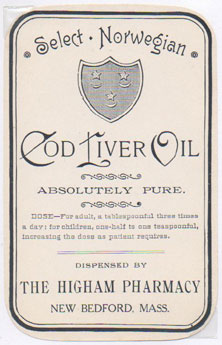 Select · Norwegian
COD LIVER OIL
ABSOLUTELY PURE.
DOSE—For adult, a tablespoonful three times
a day; for children, one-half to one teaspoonful,
increasing the dose as patient requires.
DISPENSED BY
THE HIGHAM PHARMACY
NEW BEDFORD, MASS.